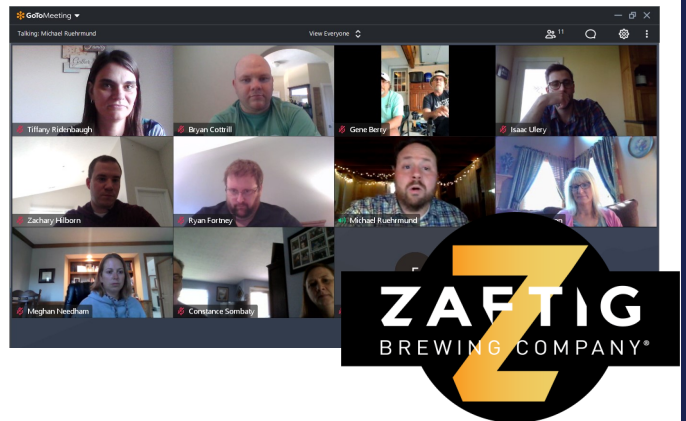 GoToMeeting
Talking: Michael Ruehrmund
View Everyone
11
Tiffany Ridenbaugh
Bryan Cottrill
Gene Berry
Isaac Ulery
Zachary Hilborn
Ryan Fortney
Michael Ruehrmund
Meghan Needham
Constance Sombaty
Z
ZAFTIG
BREWING COMPANY®